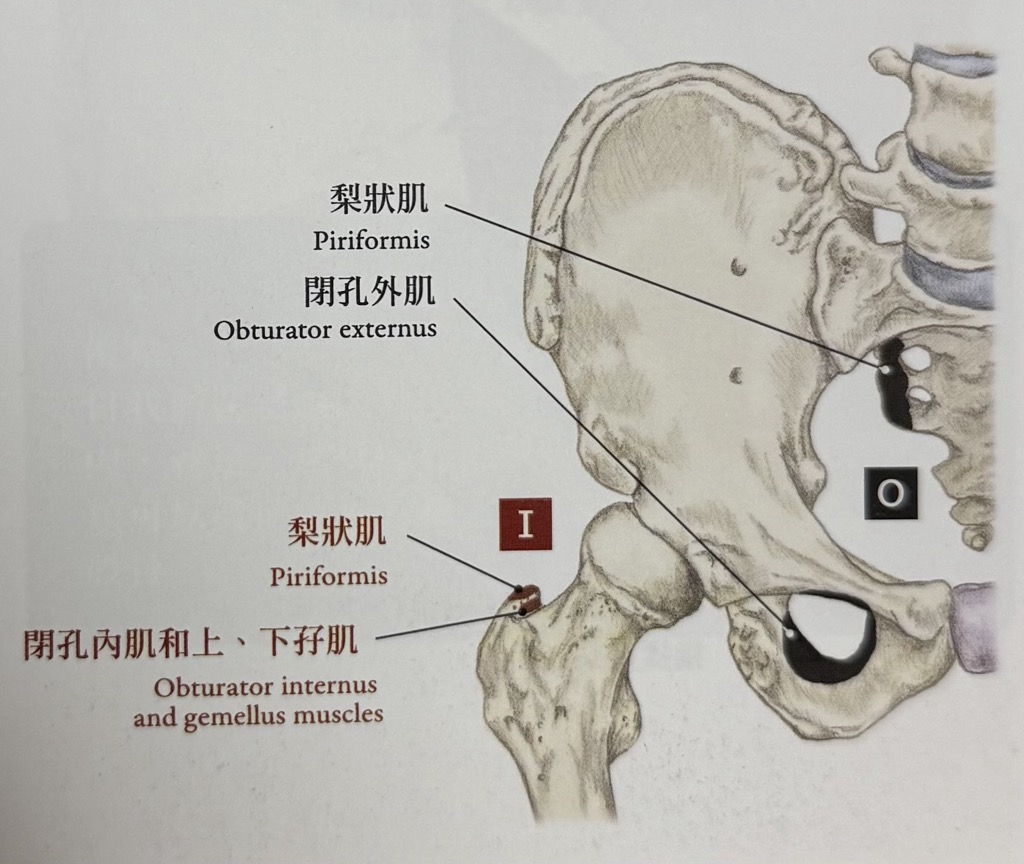 梨狀肌
Piriformis
閉孔外肌
Obturator externus
O
I
梨狀肌
Piriformis
閉孔內肌和上、下孖肌
Obturator internus
and gemellus muscles